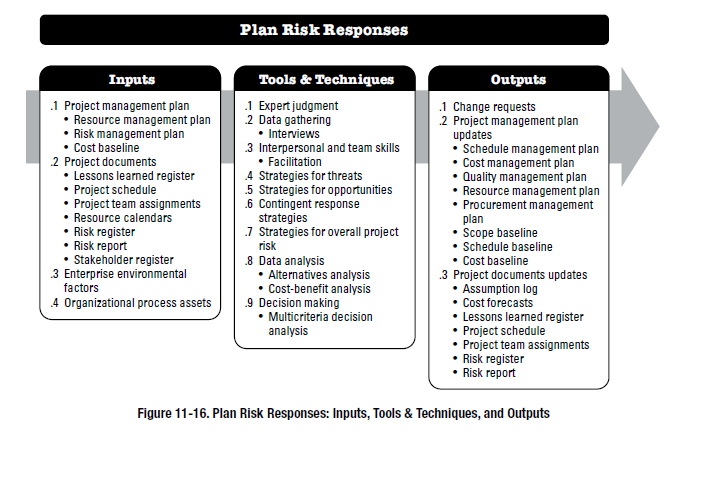 Plan Risk Responses
Inputs
.1 Project management plan
• Resource management plan
• Risk management plan
• Cost baseline
.2 Project documents
• Lessons learned register
• Project schedule
• Project team assignments
• Resource calendars
• Risk register
• Risk report
• Stakeholder register
.3 Enterprise environmental
factors
.4 Organizational process assets
Tools & Techniques
.1 Expert judgment
.2 Data gathering
• Interviews
.3 Interpersonal and team skills
• Facilitation
.4 Strategies for threats
.5 Strategies for opportunities
.6 Contingent response
strategies
.7 Strategies for overall project
risk
.8 Data analysis
• Alternatives analysis
• Cost-benefit analysis
.9 Decision making
• Multicriteria decision
analysis
Outputs
.1 Change requests
.2 Project management plan
updates
• Schedule management plan
• Cost management plan
• Quality management plan
• Resource management plan
• Procurement management
plan
• Scope baseline
• Schedule baseline
• Cost baseline
.3 Project documents updates
• Assumption log
• Cost forecasts
• Lessons learned register
• Project schedule
• Project team assignments
• Risk register
• Risk report
Figure 11-16. Plan Risk Responses: Inputs, Tools & Techniques, and Outputs